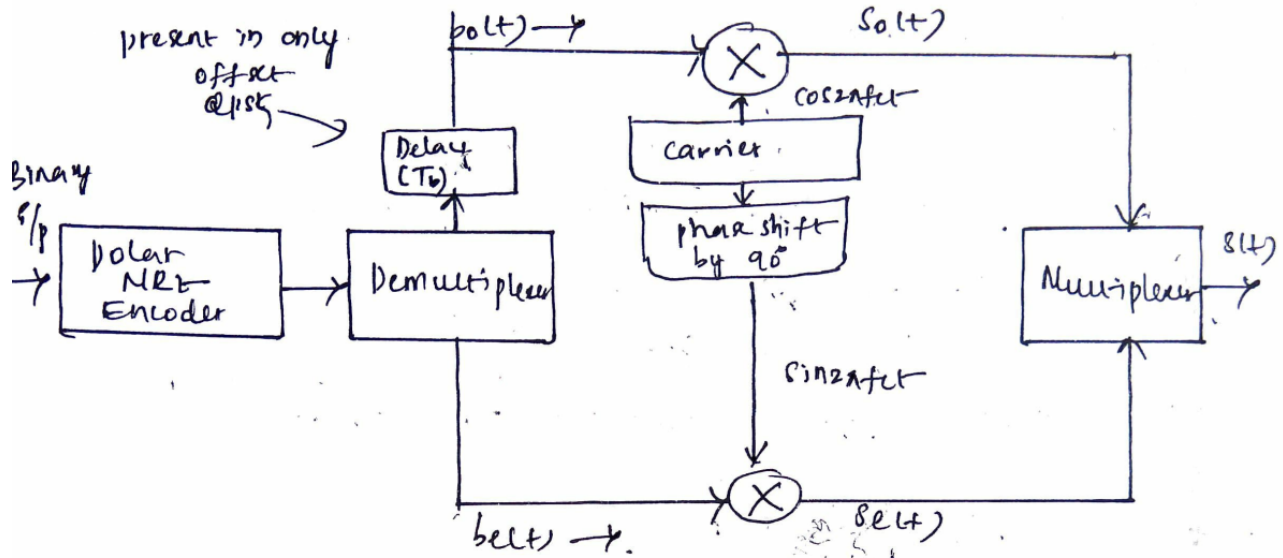 present in only
offset
Qpsk
bo(t) →
So(t)
cos2πfct
Delay
(Tb)
carrier
Binary
i/p
Polar
NRZ
Encoder
Demultiplexer
phase shift
by 90°
Multiplexer
S(t)
sin2πfct
be(t) →
Se(t)